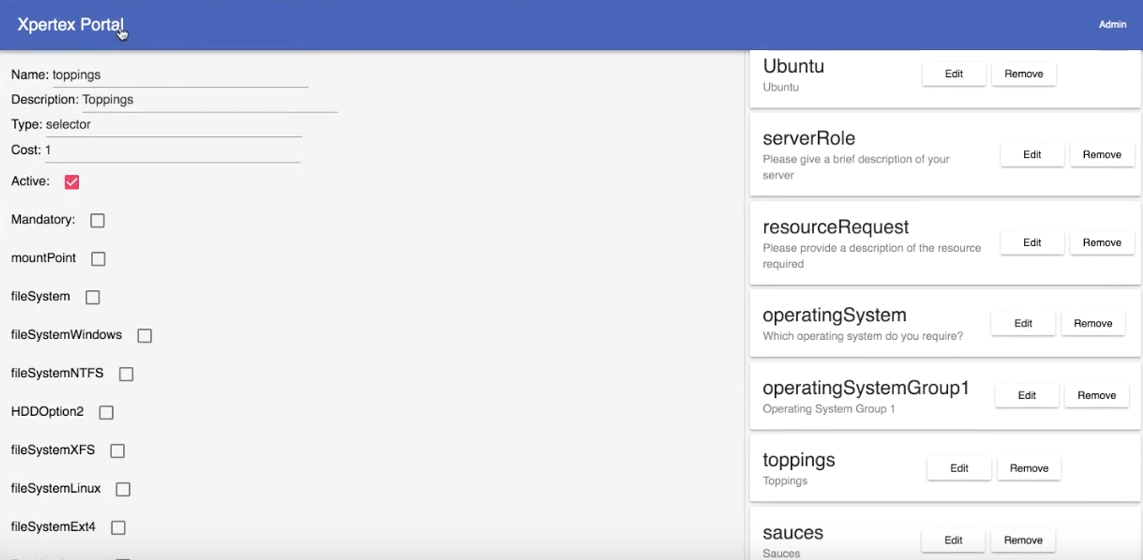 Xpertex Portal
Admin
Name: toppings
Description: Toppings
Type: selector
Cost: 1
Active:
Mandatory:
mountPoint
fileSystem
fileSystemWindows
fileSystemNTFS
HDDOption2
fileSystemXFS
fileSystemLinux
fileSystemExt4
Ubuntu
Ubuntu
Edit Remove
serverRole
Please give a brief description of your
server
Edit Remove
resourceRequest
Please provide a description of the resource
required
Edit Remove
operatingSystem
Which operating system do you require?
Edit Remove
operatingSystemGroup1
Operating System Group 1
Edit Remove
toppings
Toppings
Edit Remove
sauces
Sauces
Edit Remove